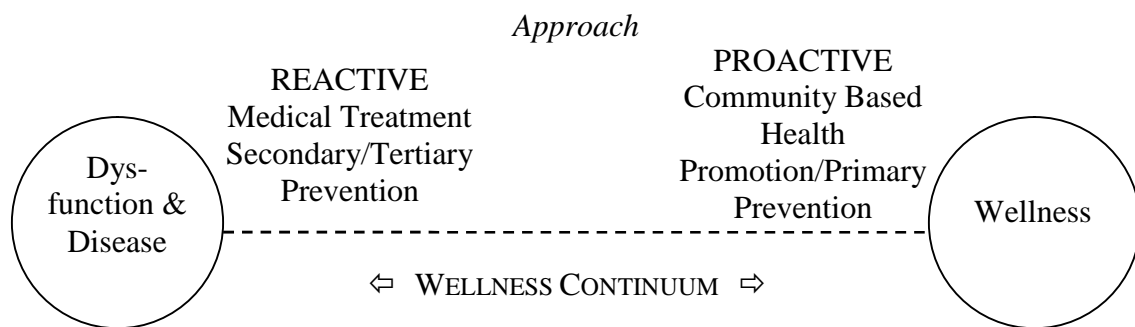 Approach
REACTIVE
Medical Treatment
Secondary/Tertiary
Prevention
PROACTIVE
Community Based
Health
Promotion/Primary
Prevention
Dys-
function &
Disease
Wellness
⇦ WELLNESS CONTINUUM ⇨